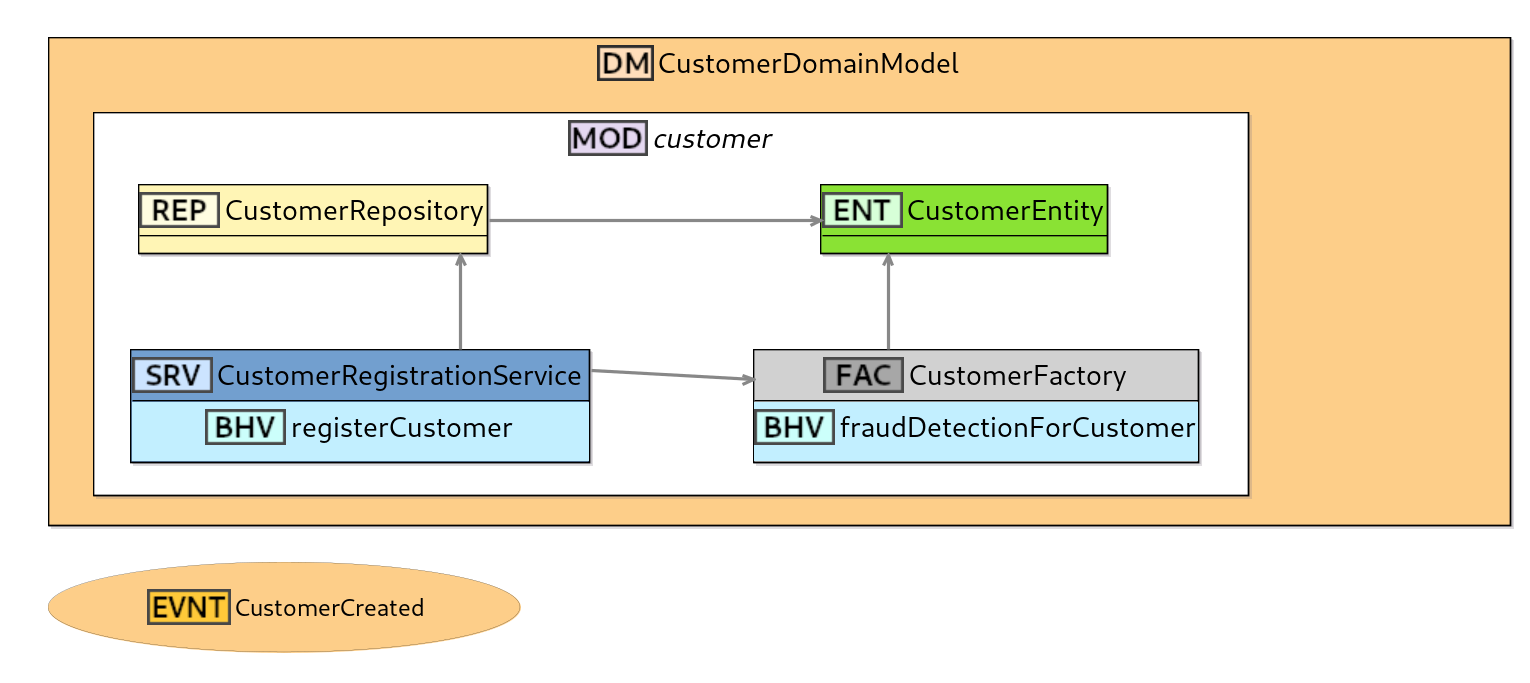 DM CustomerDomainModel
MOD customer
REP CustomerRepository
ENT CustomerEntity
SRV CustomerRegistrationService
BHV registerCustomer
FAC CustomerFactory
BHV fraudDetectionForCustomer
EVNT CustomerCreated